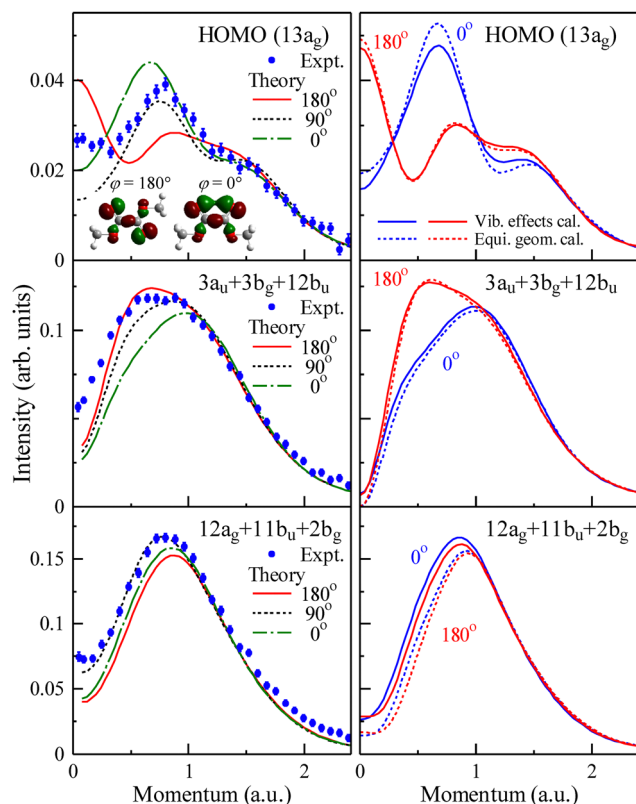 HOMO (13ag)
Expt.
Theory
180°
90°
0°
φ = 180°
φ = 0°
0.04
0.02
0
HOMO (13ag)
180°
0°
Vib. effects cal.
Equi. geom. cal.
3au+3bg+12bu
Expt.
Theory
180°
90°
0°
0.1
0
3au+3bg+12bu
180°
0°
12ag+11bu+2bg
Expt.
Theory
180°
90°
0°
0.15
0.1
0.05
0
12ag+11bu+2bg
0°
180°
Intensity (arb. units)
0 1 2
0 1 2
Momentum (a.u.)
Momentum (a.u.)